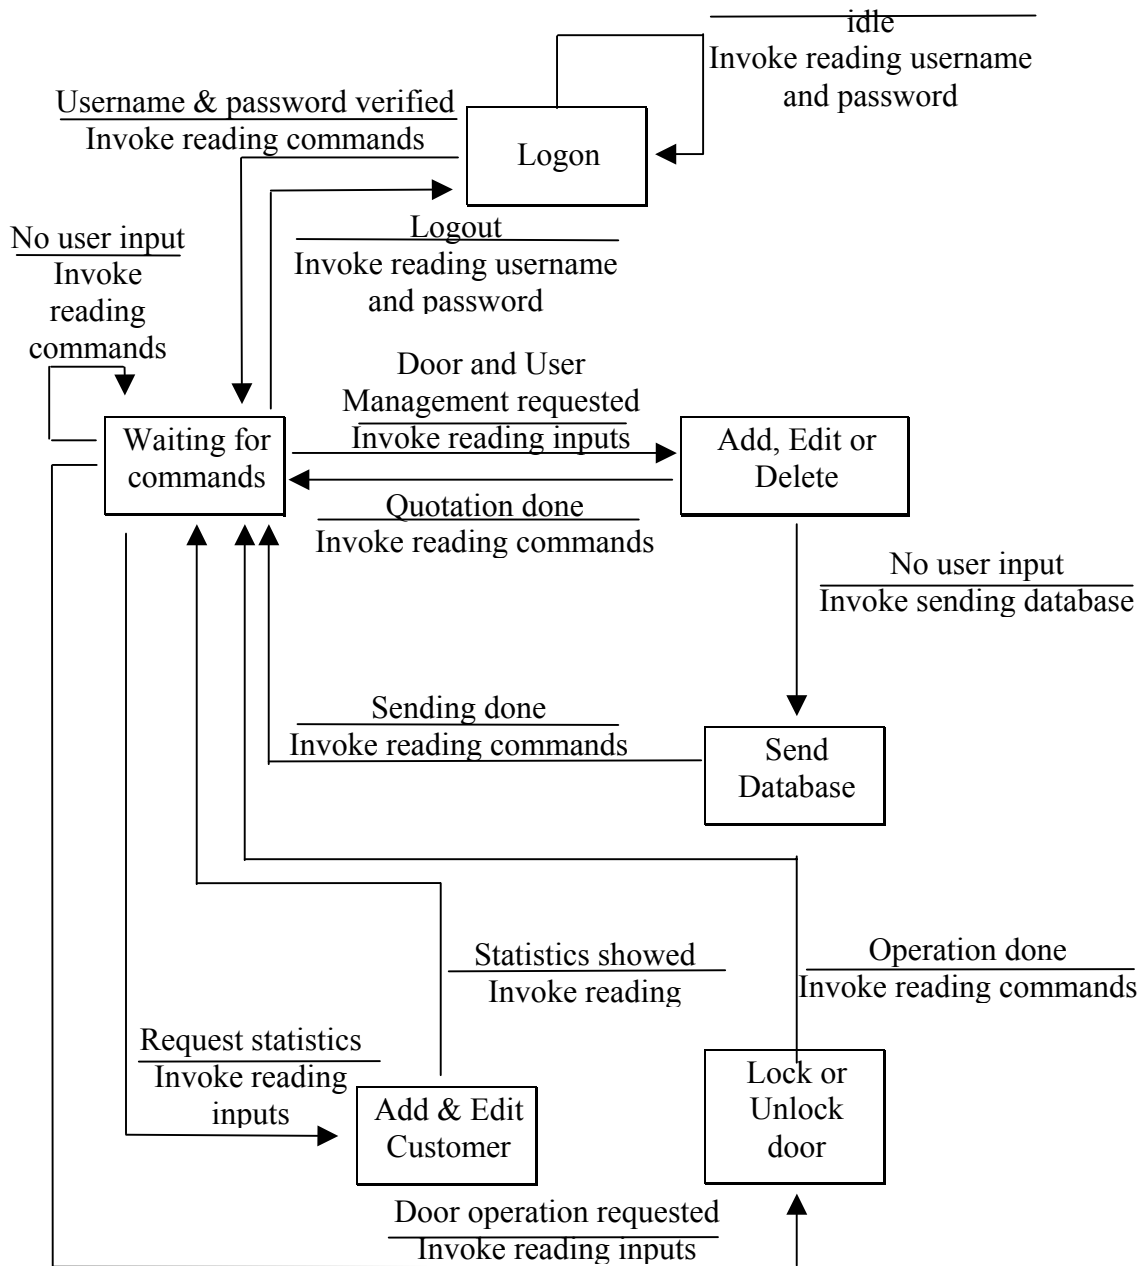 idle
Invoke reading username
and password
Username & password verified
Invoke reading commands
Logon
Logout
Invoke reading username
and password
No user input
Invoke
reading
commands
Door and User
Management requested
Invoke reading inputs
Waiting for
commands
Add, Edit or
Delete
Quotation done
Invoke reading commands
No user input
Invoke sending database
Sending done
Invoke reading commands
Send
Database
Statistics showed
Invoke reading
Operation done
Invoke reading commands
Request statistics
Invoke reading
inputs
Add & Edit
Customer
Lock or
Unlock
door
Door operation requested
Invoke reading inputs